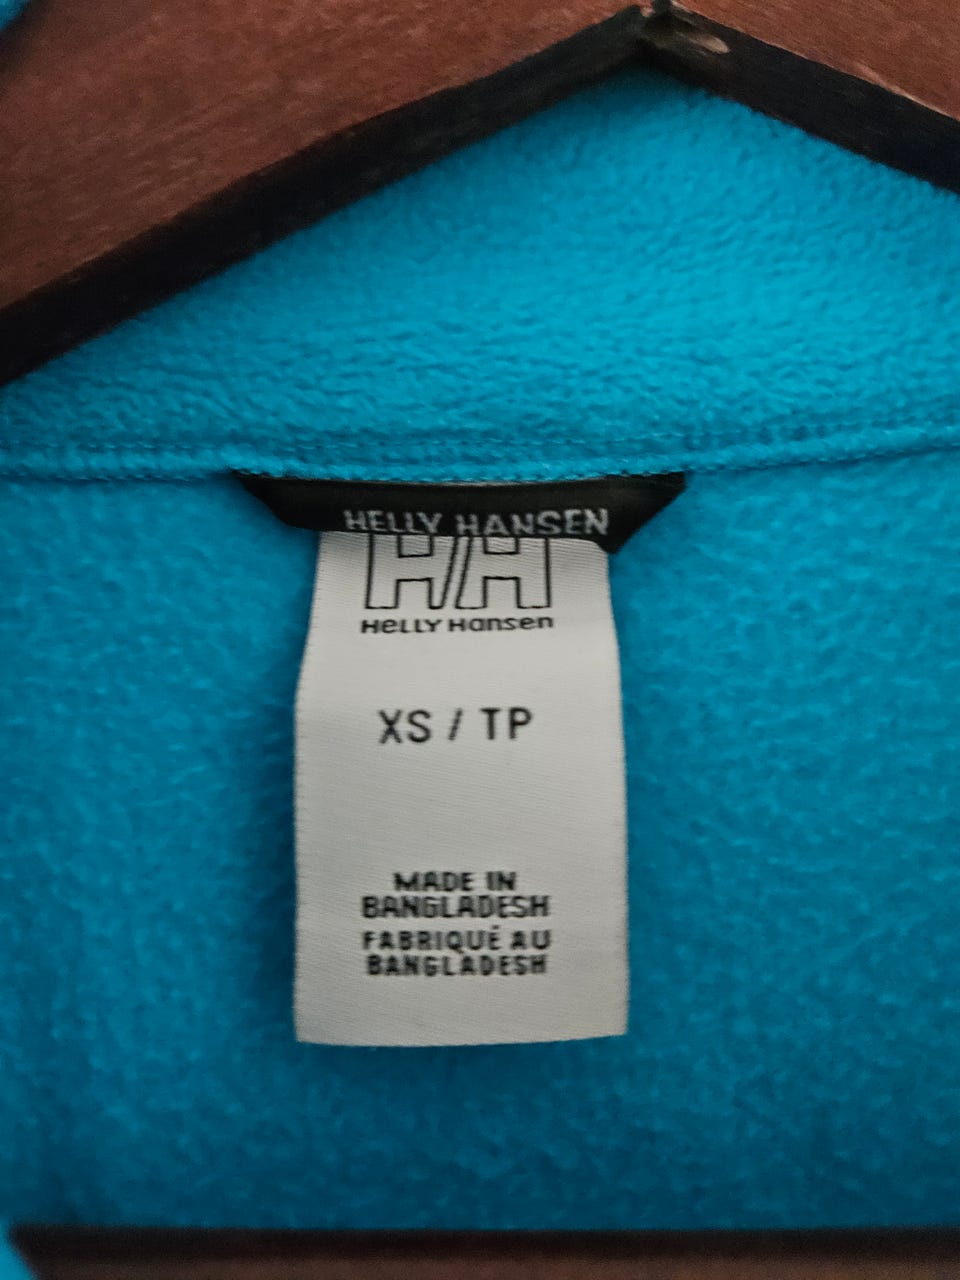 HELLY HANSEN
HH
HELLY HANSEN
XS / TP
MADE IN
BANGLADESH
FABRIQUÉ AU
BANGLADESH